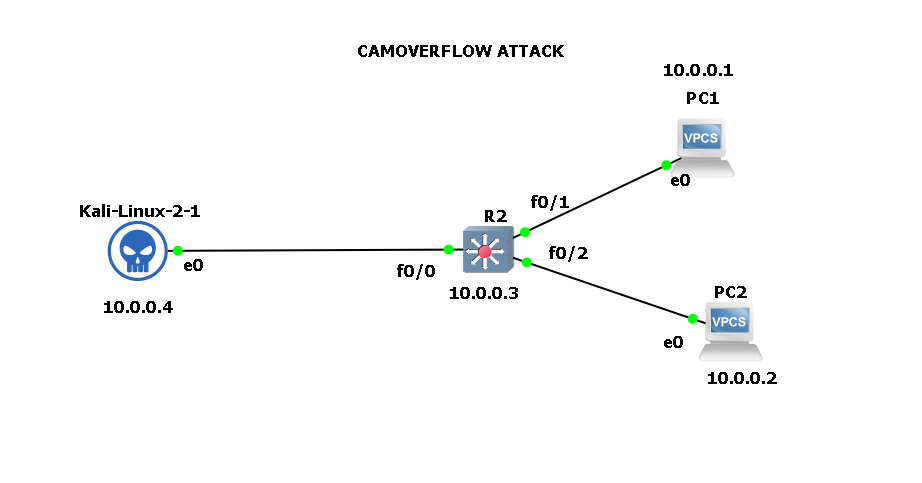 CAMOVERFLOW ATTACK
10.0.0.1
PC1
VPCS
e0
Kali-Linux-2-1
e0
10.0.0.4
R2
f0/1
f0/0
f0/2
10.0.0.3
PC2
VPCS
e0
10.0.0.2